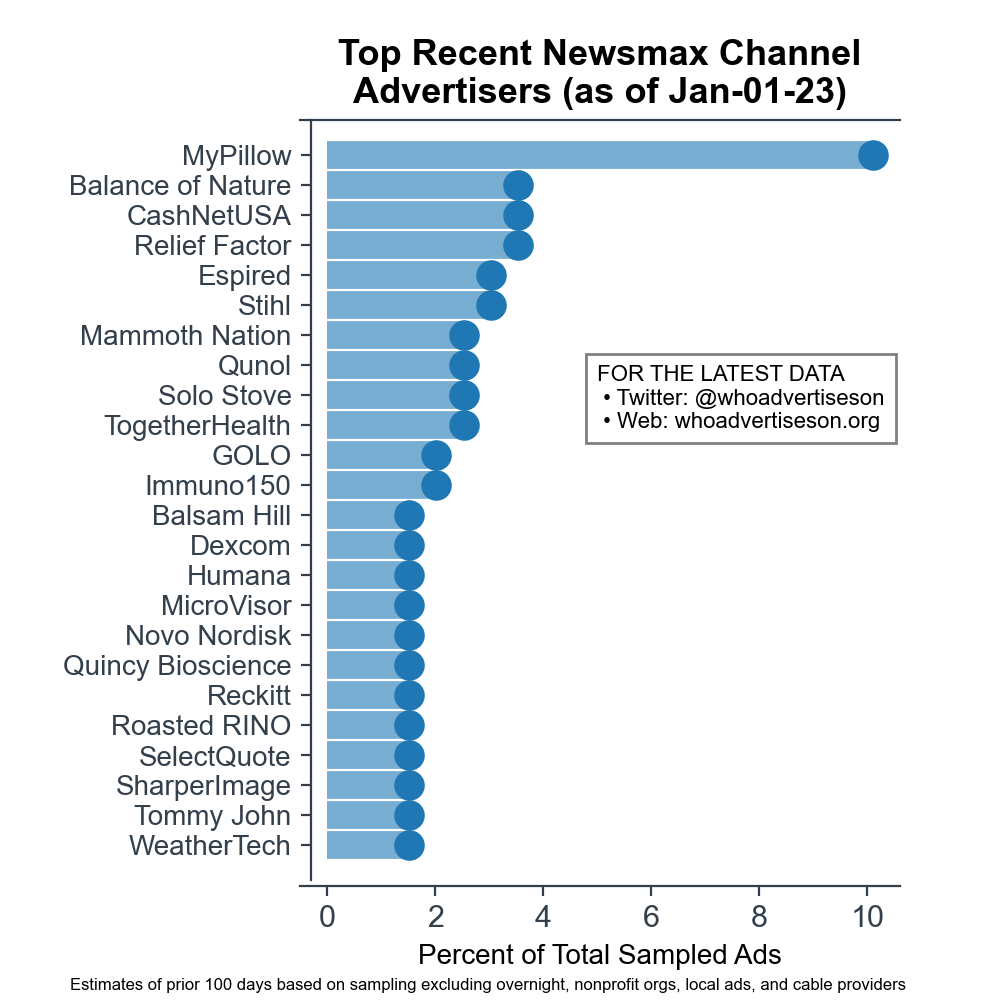 Top Recent Newsmax Channel
Advertisers (as of Jan-01-23)
MyPillow
Balance of Nature
CashNetUSA
Relief Factor
Espired
Stihl
Mammoth Nation
Qunol
Solo Stove
TogetherHealth
GOLO
Immuno150
Balsam Hill
Dexcom
Humana
MicroVisor
Novo Nordisk
Quincy Bioscience
Reckitt
Roasted RINO
SelectQuote
SharperImage
Tommy John
WeatherTech
FOR THE LATEST DATA
• Twitter: @whoadvertiseson
• Web: whoadvertiseson.org
0 2 4 6 8 10
Percent of Total Sampled Ads
Estimates of prior 100 days based on sampling excluding overnight, nonprofit orgs, local ads, and cable providers